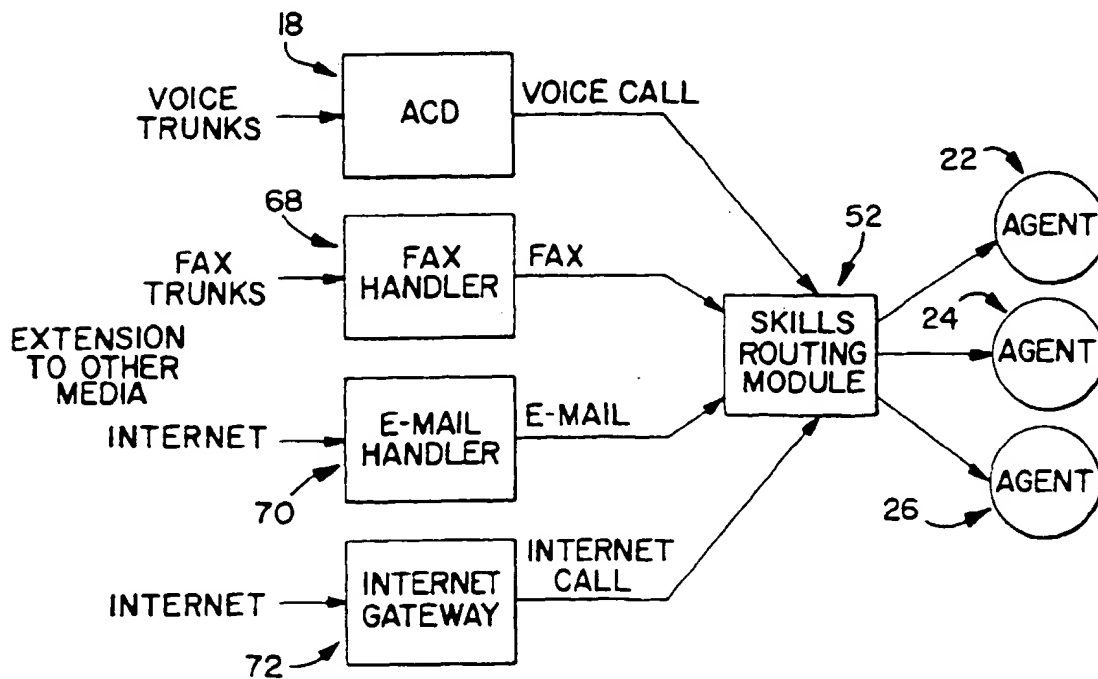 18
VOICE
TRUNKS
ACD
VOICE CALL
68
FAX
TRUNKS
FAX
HANDLER
FAX
EXTENSION
TO OTHER
MEDIA
INTERNET
E-MAIL
HANDLER
E-MAIL
70
INTERNET
INTERNET
GATEWAY
INTERNET
CALL
72
52
SKILLS
ROUTING
MODULE
22
AGENT
24
AGENT
AGENT
26